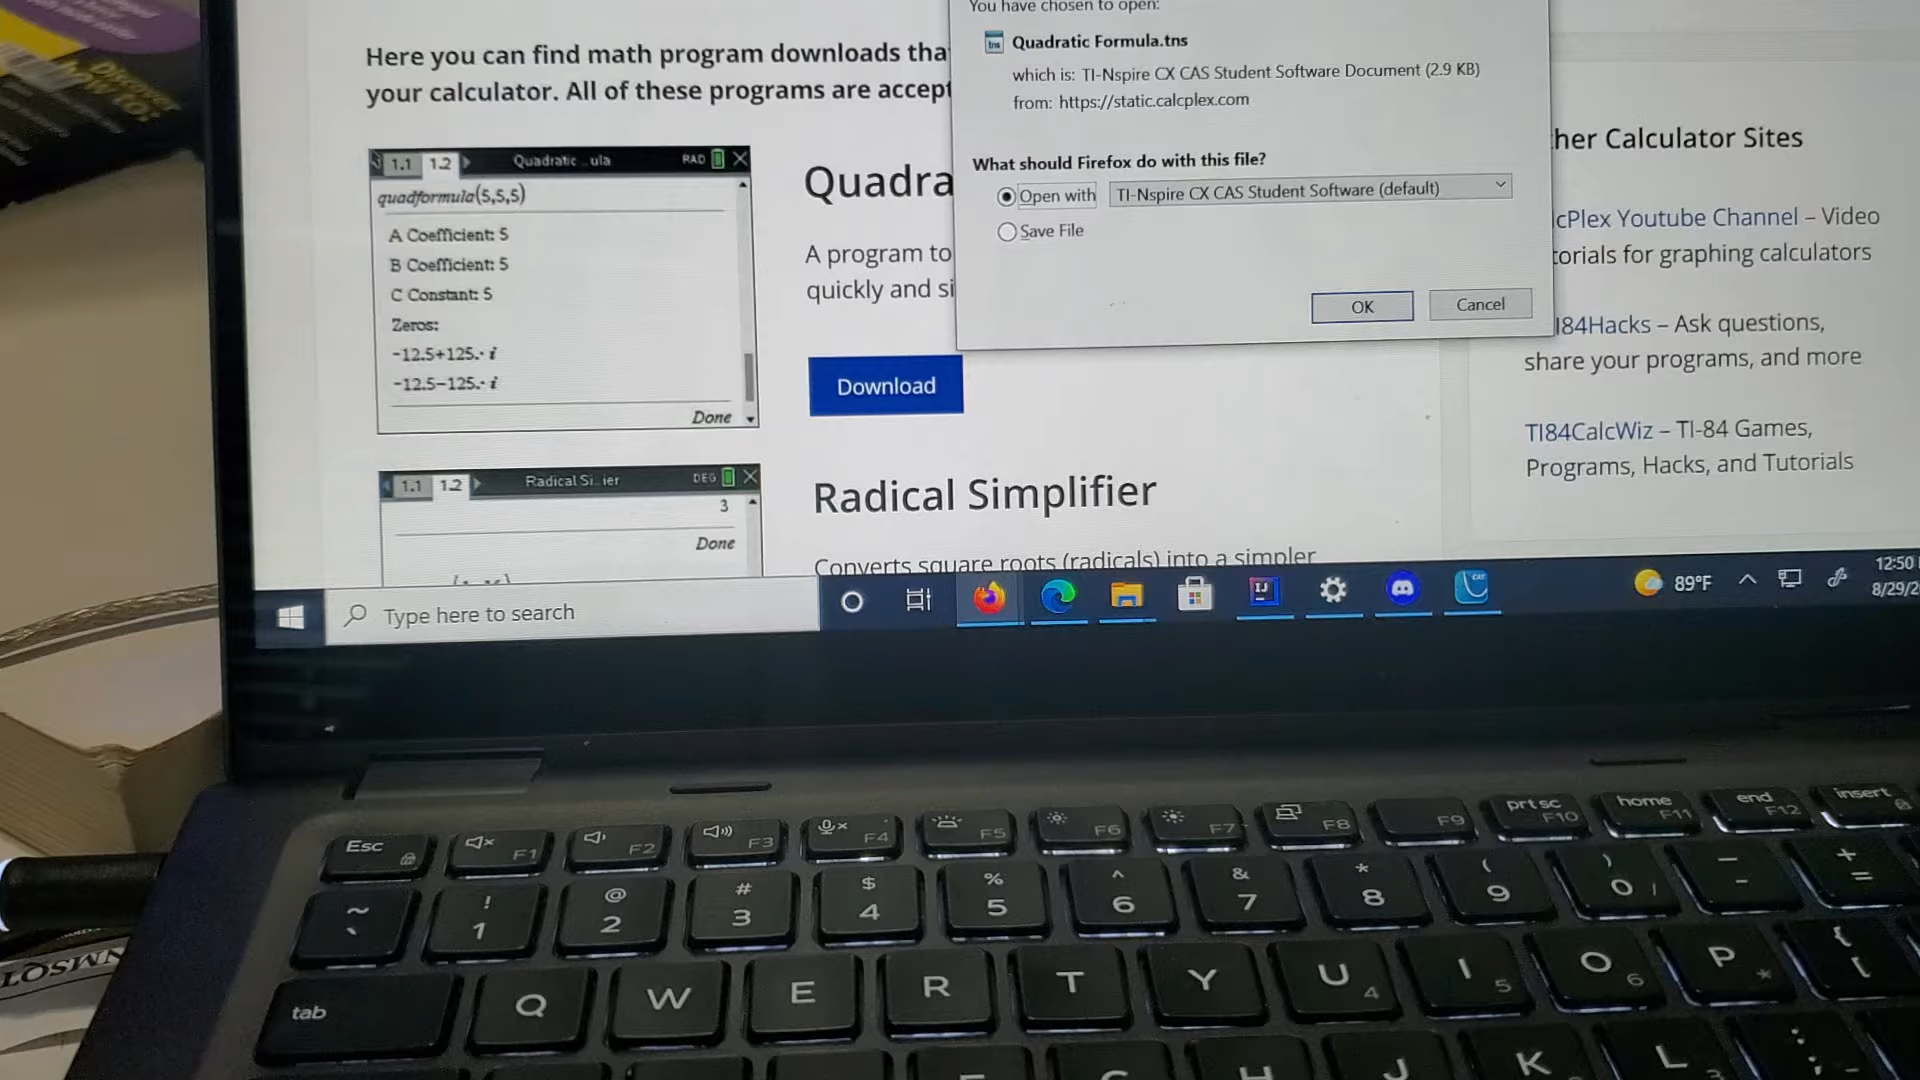 You have chosen to open:
Quadratic Formula.tns
which is: TI-Nspire CX CAS Student Software Document (2.9 KB)
from: https://static.calcplex.com
What should Firefox do with this file?
Open with
TI-Nspire CX CAS Student Software (default)
Save File
OK
Cancel
Here you can find math program downloads tha
your calculator. All of these programs are accept
1.1 1.2 Quadratic ...ula RAD
quadformula(5,5,5)
A Coefficient: 5
B Coefficient: 5
C Constant: 5
Zeros:
-12.5+125.·i
-12.5-125.·i
Done
Quadra
A program to
quickly and si
Download
1.1 1.2 Radical Si...ier DEG
3
Done
Radical Simplifier
Converts square roots (radicals) into a simpler
her Calculator Sites
lcPlex Youtube Channel – Video
torials for graphing calculators
I84Hacks – Ask questions,
share your programs, and more
TI84CalcWiz – TI-84 Games,
Programs, Hacks, and Tutorials
Type here to search
IJ
CAS
89°F
12:50
8/29/2
Esc F1 F2 F3 F4 F5 F6 F7 F8 F9 prt sc F10 home F11 end F12 insert
~ ` ! 1 @ 2 # 3 $ 4 % 5 ^ 6 & 7 * 8 ( 9 ) 0 / _ - + =
tab Q W E R T Y U 4 I 5 O 6 P * { [
J K L